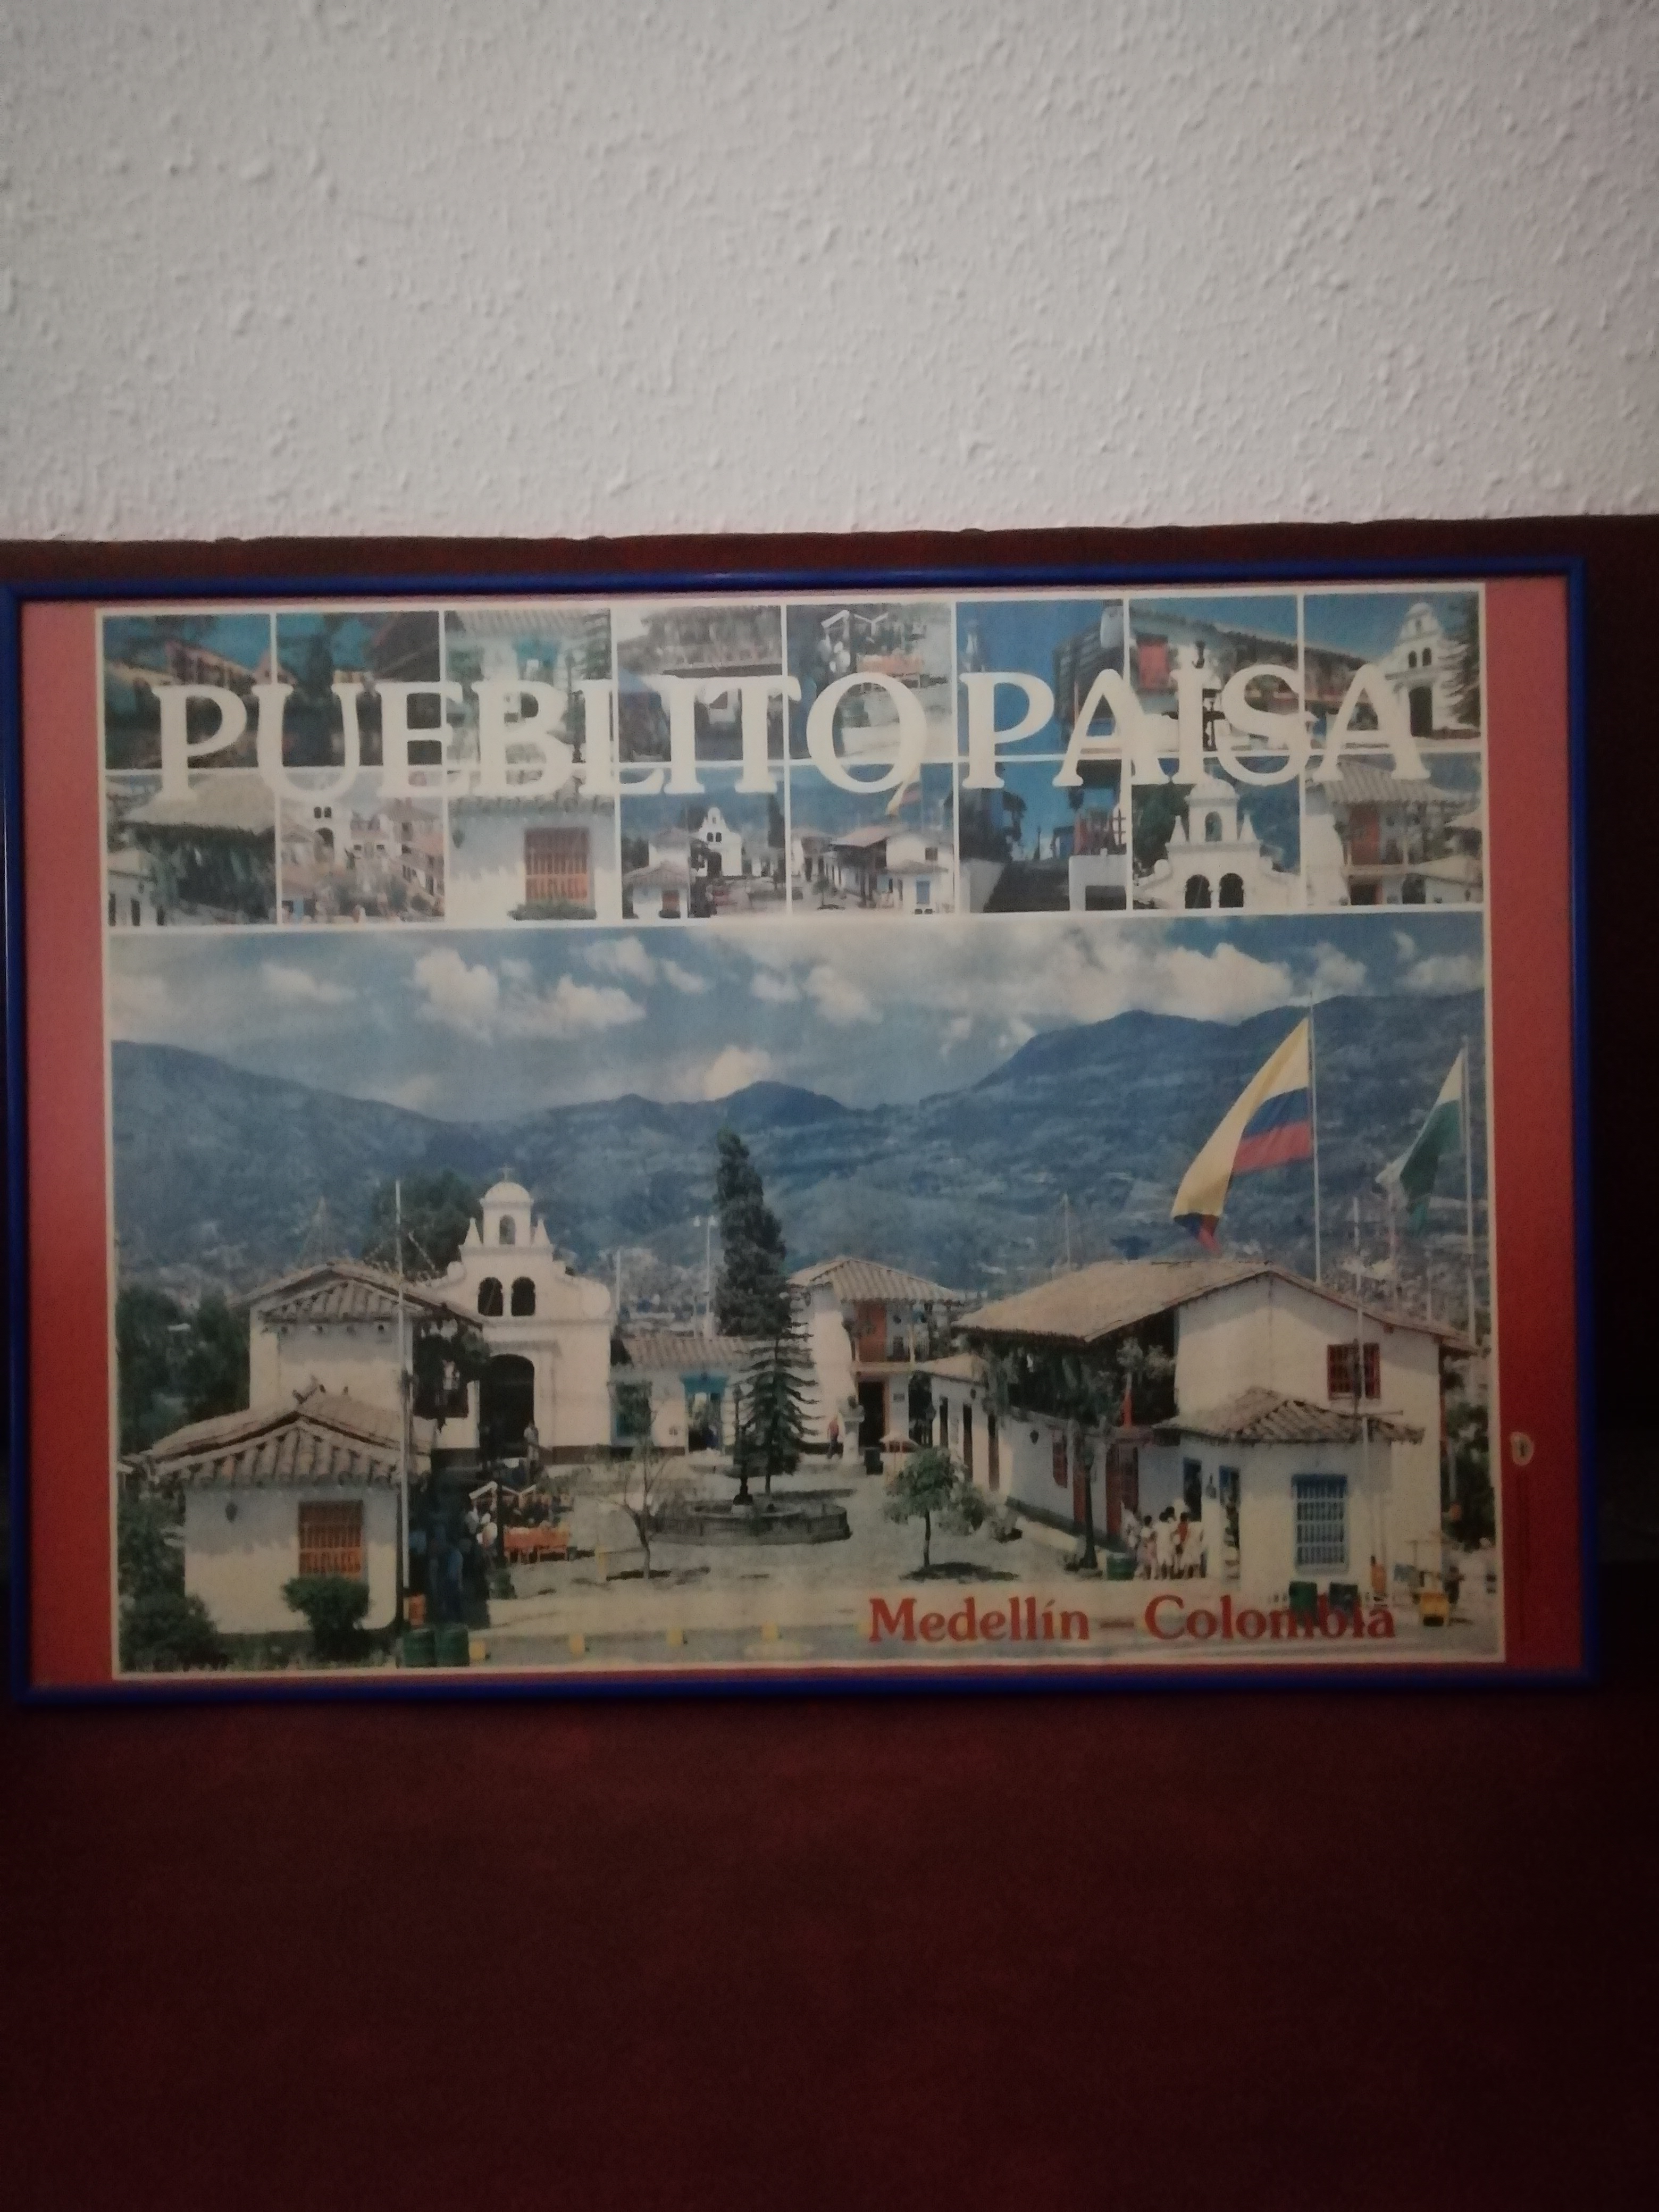 PUEBLITO PAISA
Medellín – Colombia